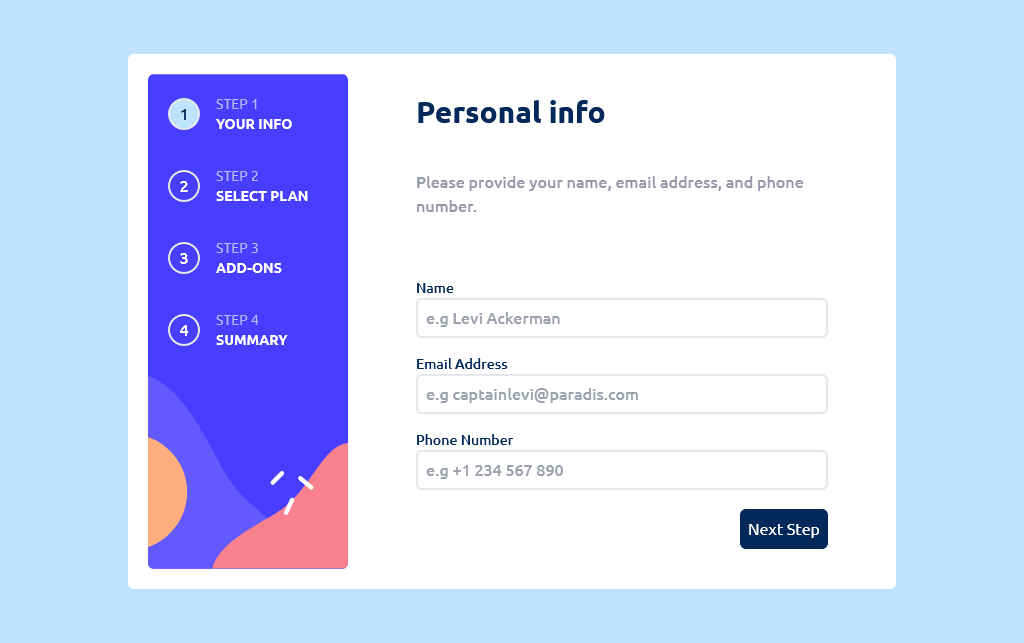 1
STEP 1
YOUR INFO
2
STEP 2
SELECT PLAN
3
STEP 3
ADD-ONS
4
STEP 4
SUMMARY
Personal info
Please provide your name, email address, and phone
number.
Name
e.g Levi Ackerman
Email Address
e.g captainlevi@paradis.com
Phone Number
e.g +1 234 567 890
Next Step